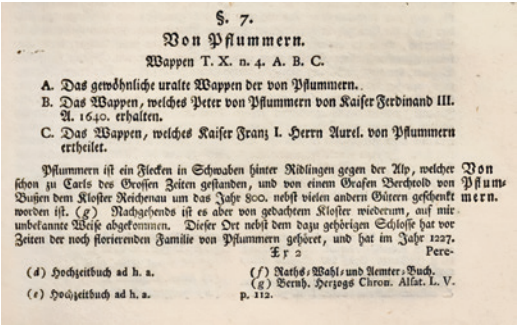 §. 7.
Von Pflummern.
Wappen T. X. n. 4. A. B. C.
A. Das gewöhnliche uralte Wappen der von Pflummern.
B. Das Wappen, welches Peter von Pflummern von Kaiser Ferdinand III.
A. 1640. erhalten.
C. Das Wappen, welches Kaiser Franz I. Herrn Aurel. von Pflummern
ertheilet.
Pflummern ist ein Flecken in Schwaben hinter Ridlingen gegen der Alp, welcher
schon zu Carls des Grossen Zeiten gestanden, und von einem Grafen Berchtold von
Bussen dem Kloster Reichenau um das Jahr 800. nebst vielen andern Gütern geschenkt
worden ist. (g) Nachgehends ist es aber von gedachtem Kloster wiederum, auf mir
unbekannte Weise abgekommen. Dieser Ort nebst dem dazu gehörigen Schlosse hat vor
Zeiten der noch florierenden Familie von Pflummern gehöret, und hat im Jahr 1227.
Von
Pflum-
mern.
Xx 2
Pere-
(d) Hochzeitbuch ad h. a.
(e) Hochzeitbuch ad h. a.
(f) Raths-Wahl-und Aemter-Buch.
(g) Bernh. Herzogs Chron. Alsat. L. V.
p. 112.